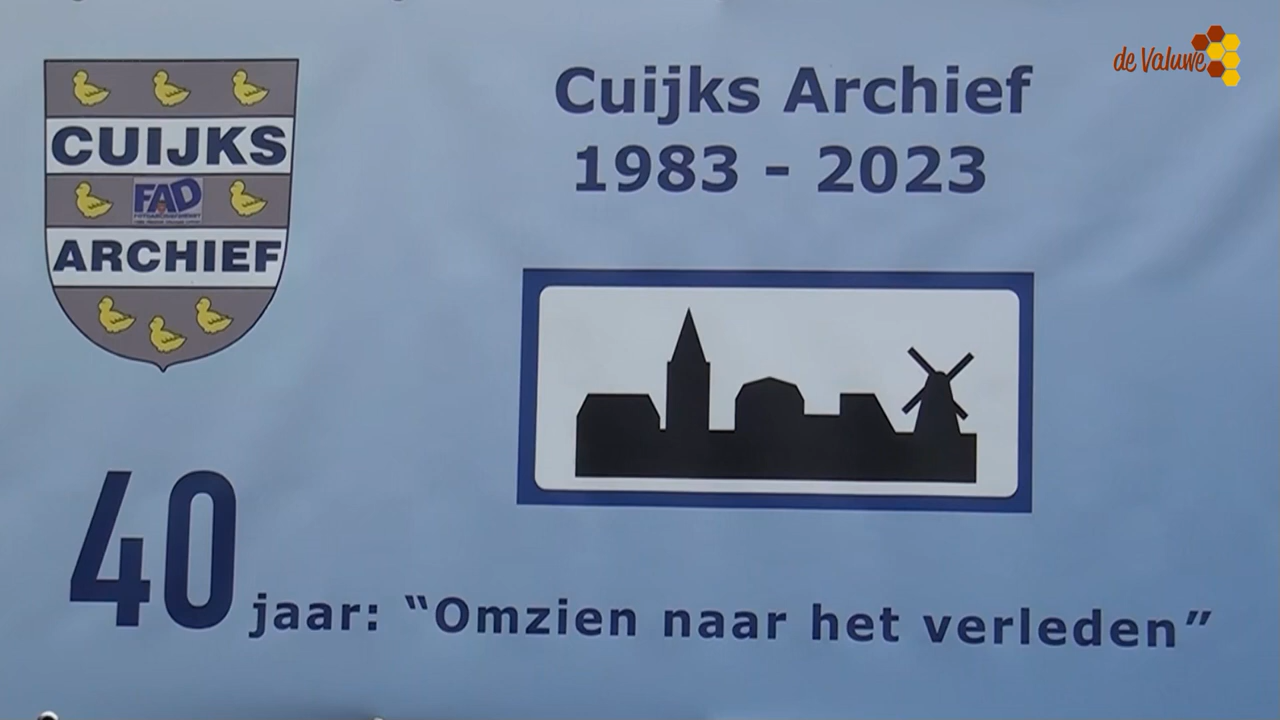 de Valuwe
Cuijks Archief
1983 - 2023
CUIJKS
FAD
ARCHIEF
40 jaar: “Omzien naar het verleden”